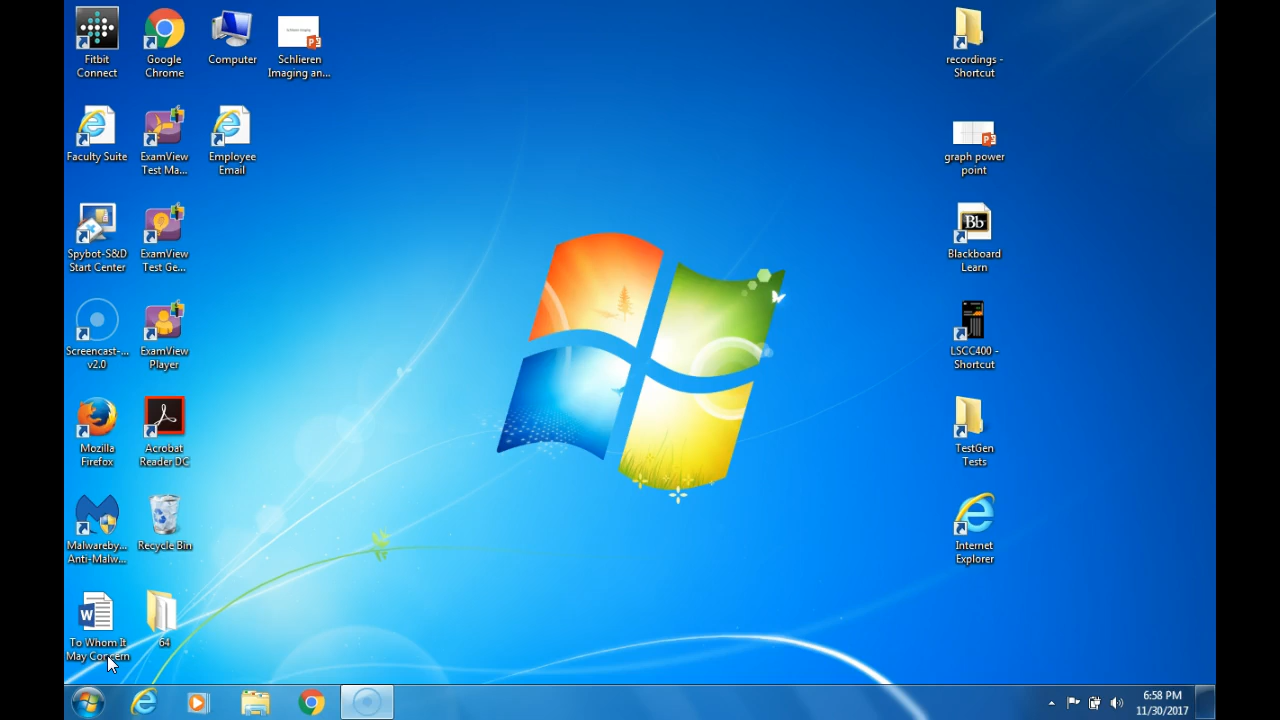 Fitbit
Connect
Google
Chrome
Computer
Schlieren
Imaging an...
Faculty Suite
ExamView
Test Ma...
Employee
Email
Spybot-S&D
Start Center
ExamView
Test Ge...
Screencast-...
v2.0
ExamView
Player
Mozilla
Firefox
Acrobat
Reader DC
Malwareby...
Anti-Malw...
Recycle Bin
W
To Whom It
May Concern
64
recordings -
Shortcut
graph power
point
Bb
Blackboard
Learn
LSCC400 -
Shortcut
TestGen
Tests
Internet
Explorer
6:58 PM
11/30/2017